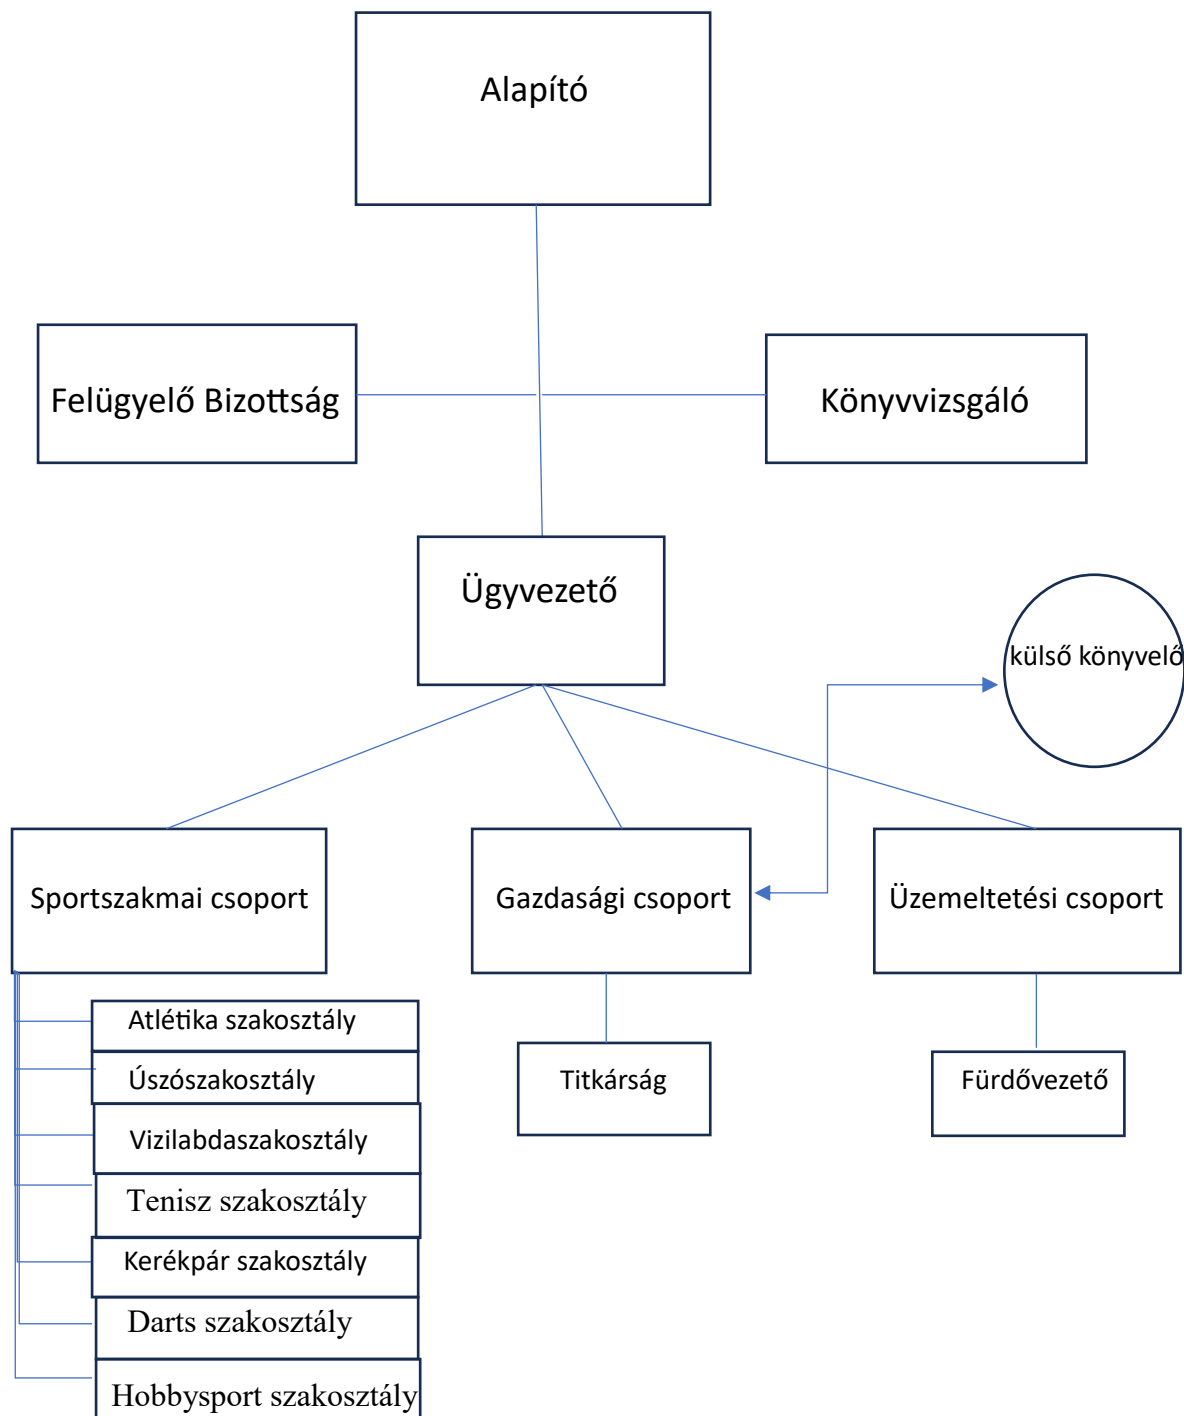 Alapító
Felügyelő Bizottság
Könyvvizsgáló
Ügyvezető
külső könyvelő
Sportszakmai csoport
Gazdasági csoport
Üzemeltetési csoport
Atlétika szakosztály
Úszószakosztály
Vizilabdaszakosztály
Tenisz szakosztály
Kerékpár szakosztály
Darts szakosztály
Hobbysport szakosztály
Titkárság
Fürdővezető